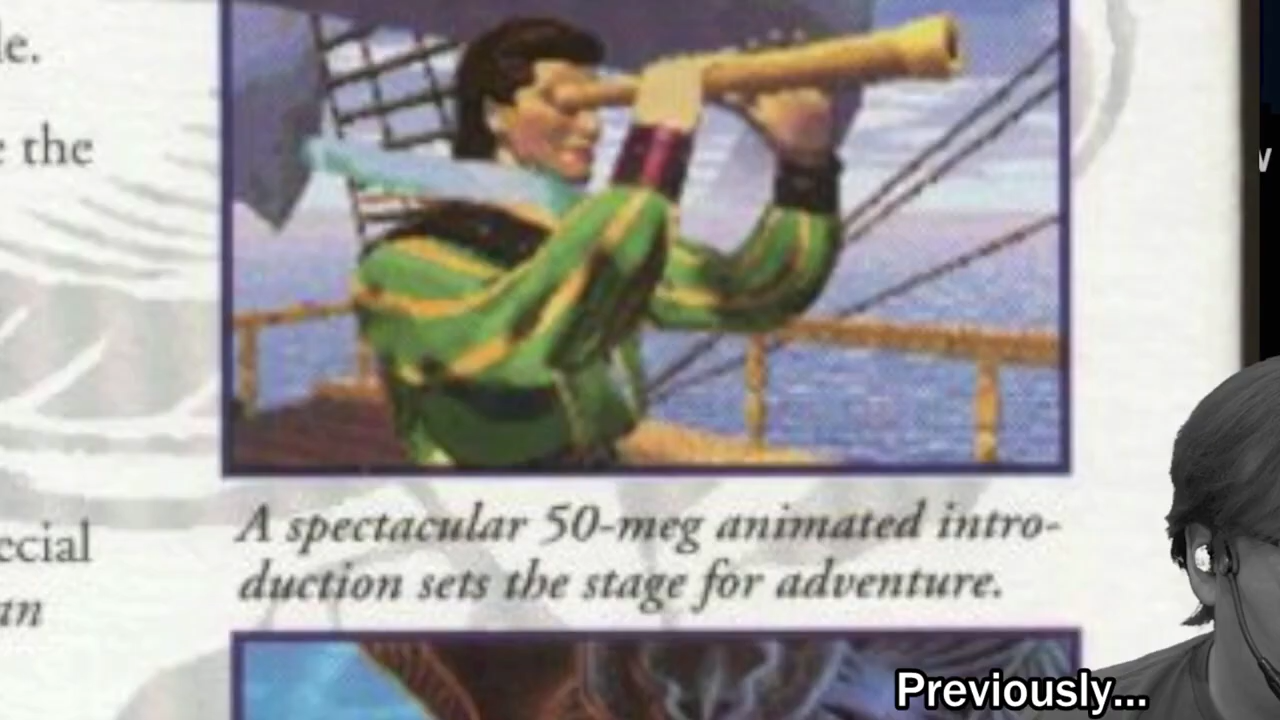 le.
e the
ecial
an
A spectacular 50-meg animated intro-
duction sets the stage for adventure.
w
Previously...